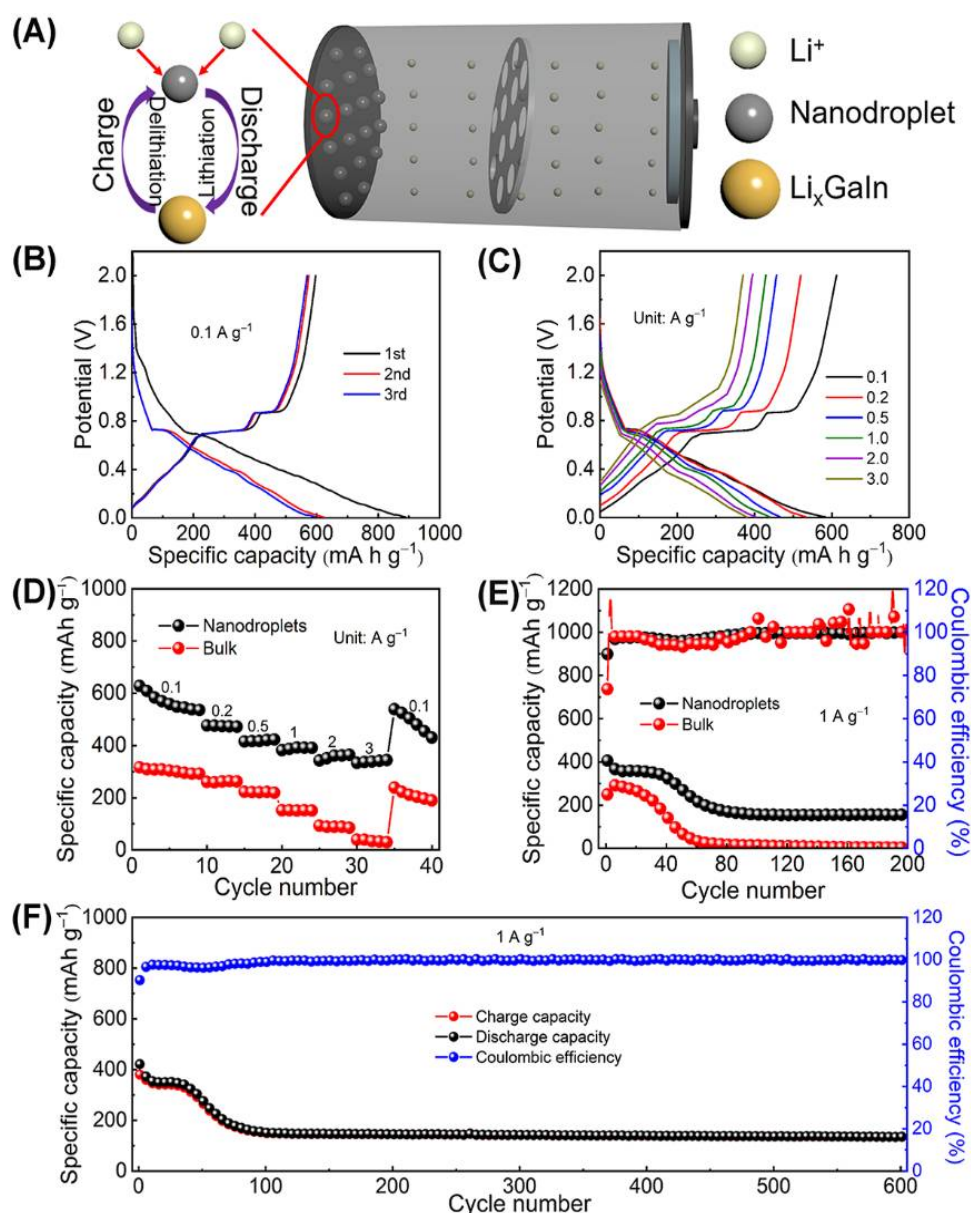 (A)
Li⁺
Nanodroplet
LiₓGaIn
Charge
Delithiation
Lithiation
Discharge
(B)
2.0
1.6
1.2
0.8
0.4
0.0
Potential (V)
0.1 A g⁻¹
1st
2nd
3rd
0 200 400 600 800 1000
Specific capacity (mA h g⁻¹)
(C)
2.0
1.6
1.2
0.8
0.4
0.0
Potential (V)
Unit: A g⁻¹
0.1
0.2
0.5
1.0
2.0
3.0
0 200 400 600 800
Specific capacity (mA h g⁻¹)
(D)
1000
800
600
400
200
0
Specific capacity (mAh g⁻¹)
Nanodroplets
Bulk
Unit: A g⁻¹
0.1
0.2
0.5
1
2
3
0.1
0 10 20 30 40
Cycle number
(E)
1200
1000
800
600
400
200
0
Specific capacity (mAh g⁻¹)
Nanodroplets
Bulk
1 A g⁻¹
120
100
80
60
40
20
0
Coulombic efficiency (%)
0 40 80 120 160 200
Cycle number
(F)
1000
800
600
400
200
0
Specific capacity (mAh g⁻¹)
1 A g⁻¹
Charge capacity
Discharge capacity
Coulombic efficiency
120
100
80
60
40
20
0
Coulombic efficiency (%)
0 100 200 300 400 500 600
Cycle number